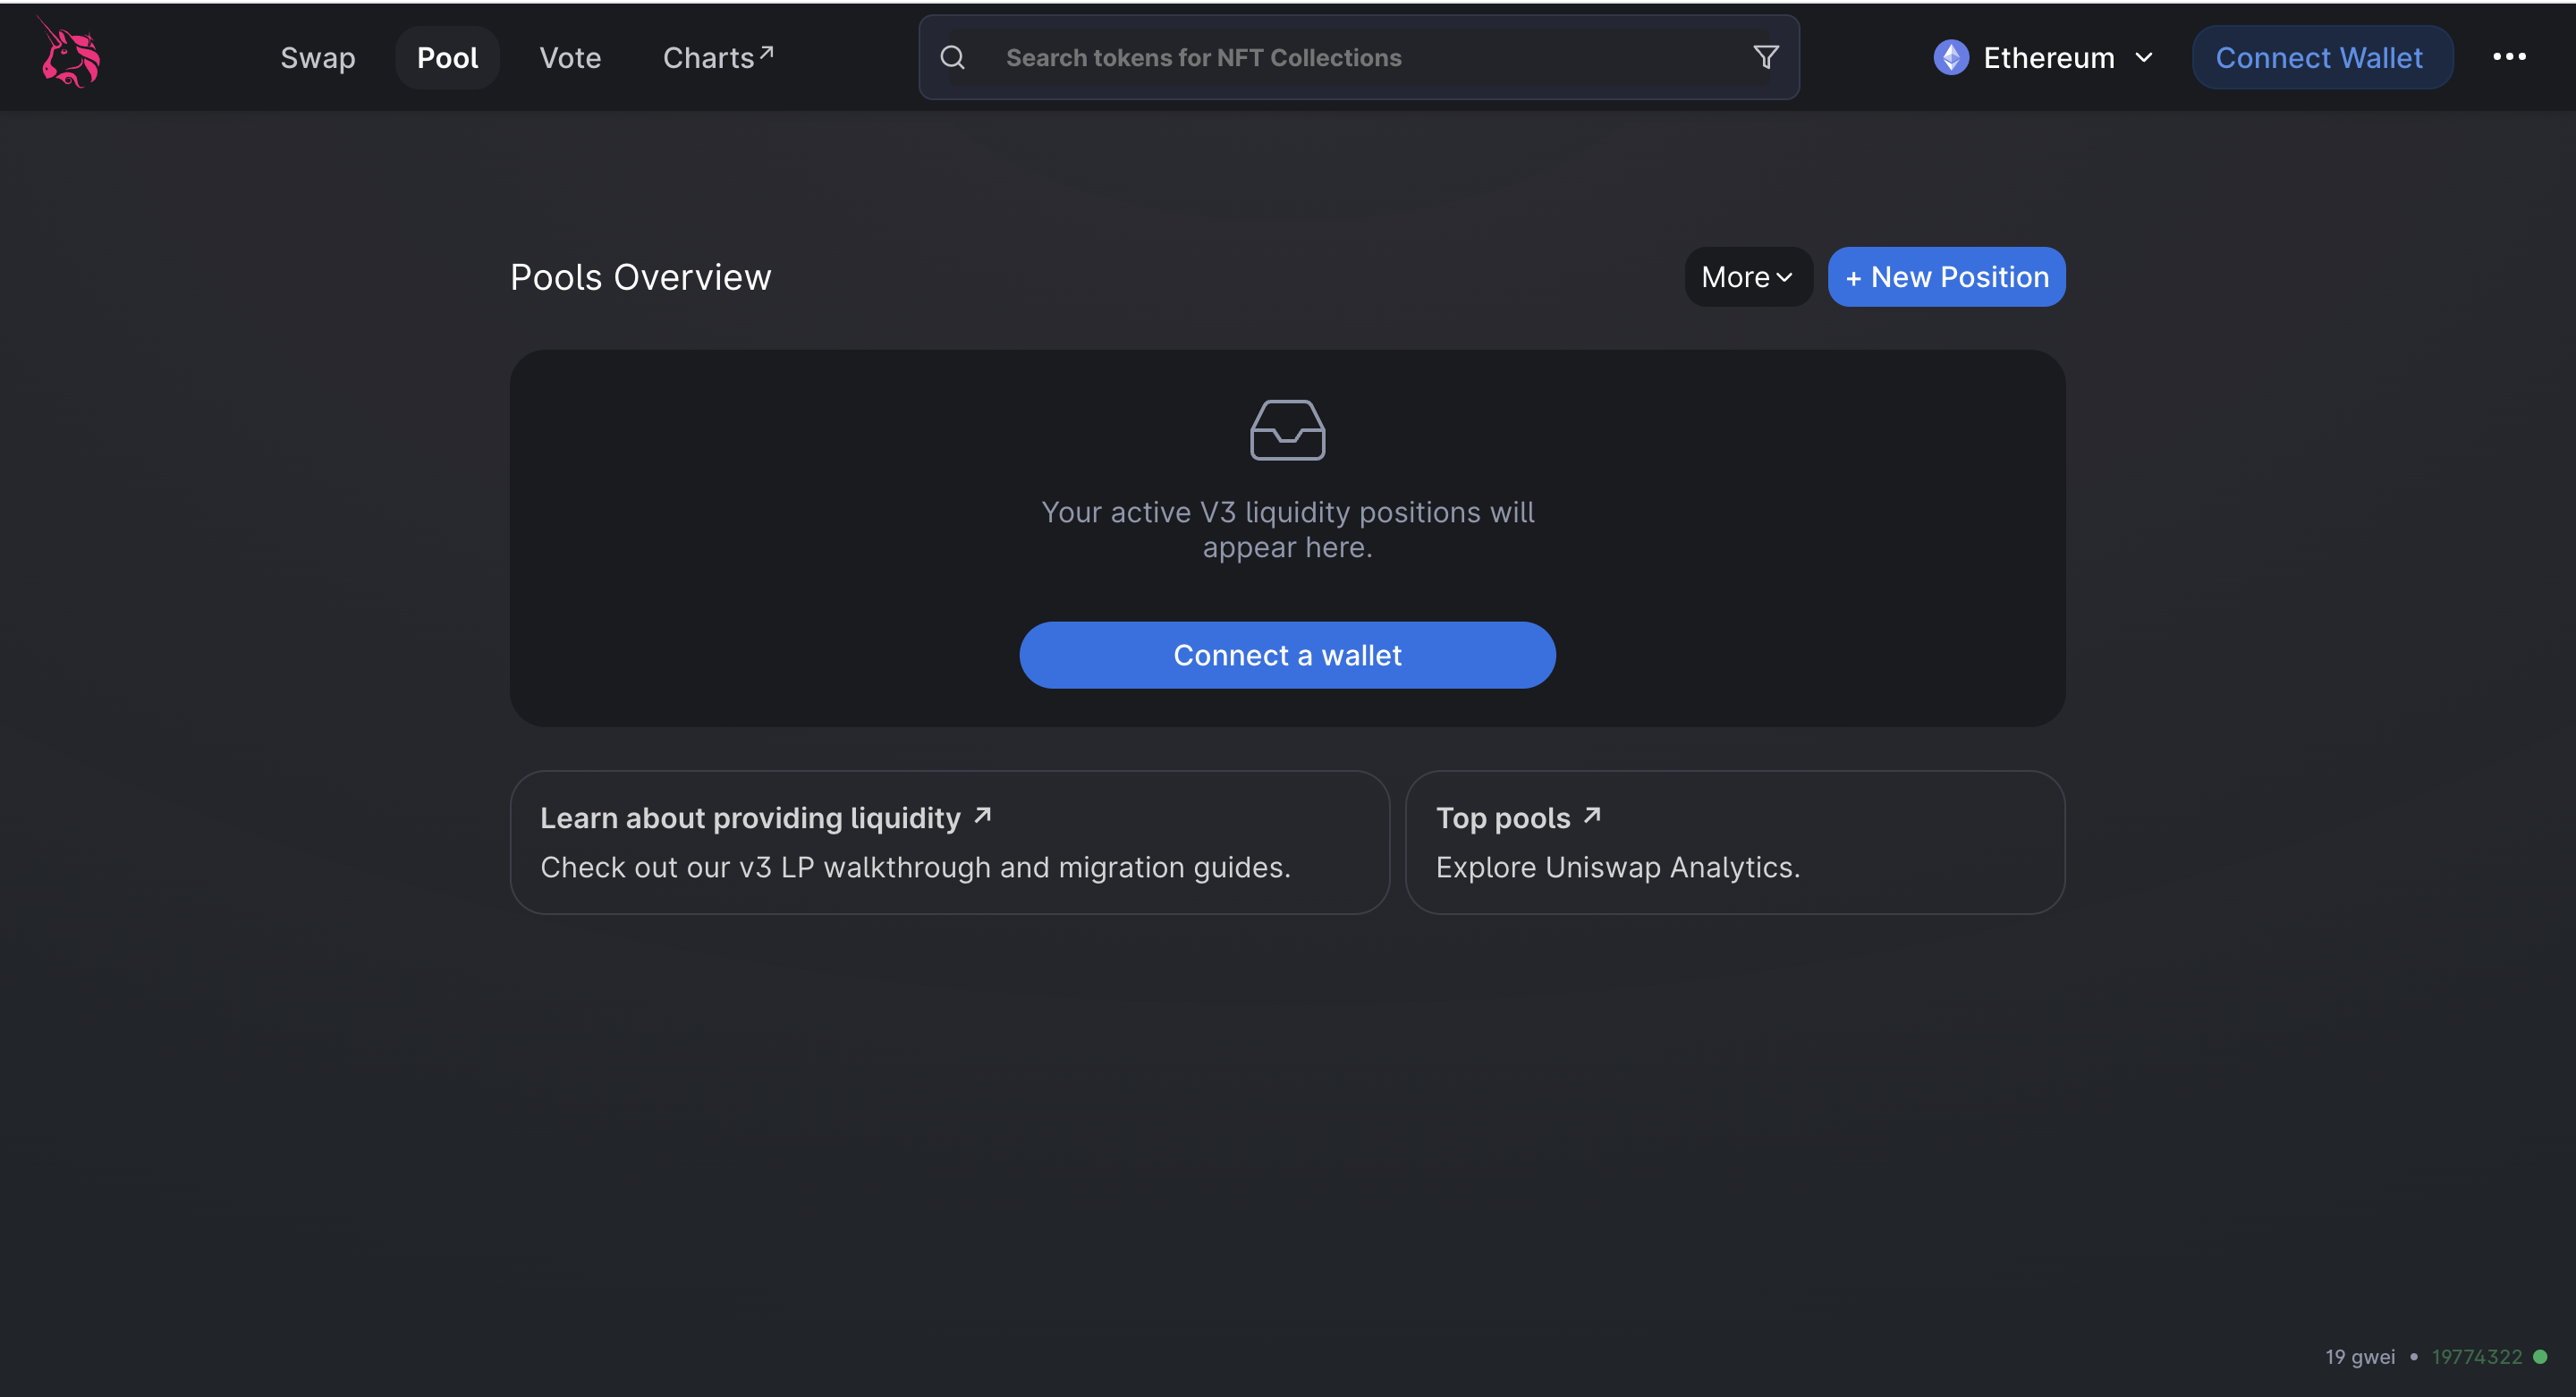 Swap
Pool
Vote
Charts↗
Search tokens for NFT Collections
Ethereum
Connect Wallet
Pools Overview
More
+ New Position
Your active V3 liquidity positions will
appear here.
Connect a wallet
Learn about providing liquidity ↗
Check out our v3 LP walkthrough and migration guides.
Top pools ↗
Explore Uniswap Analytics.
19 gwei • 19774322